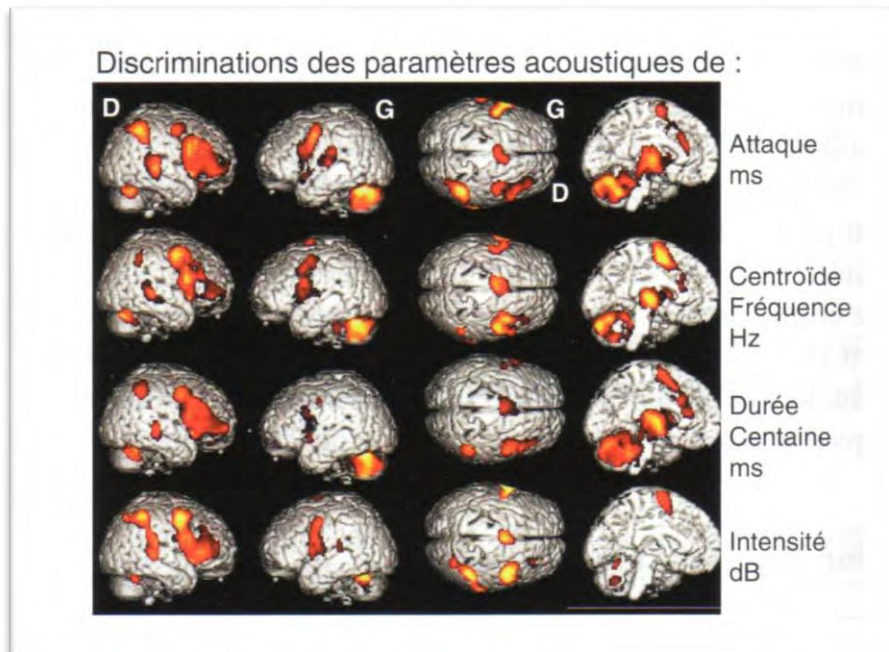 Discriminations des paramètres acoustiques de :
D
G
G
D
Attaque
ms
Centroïde
Fréquence
Hz
Durée
Centaine
ms
Intensité
dB